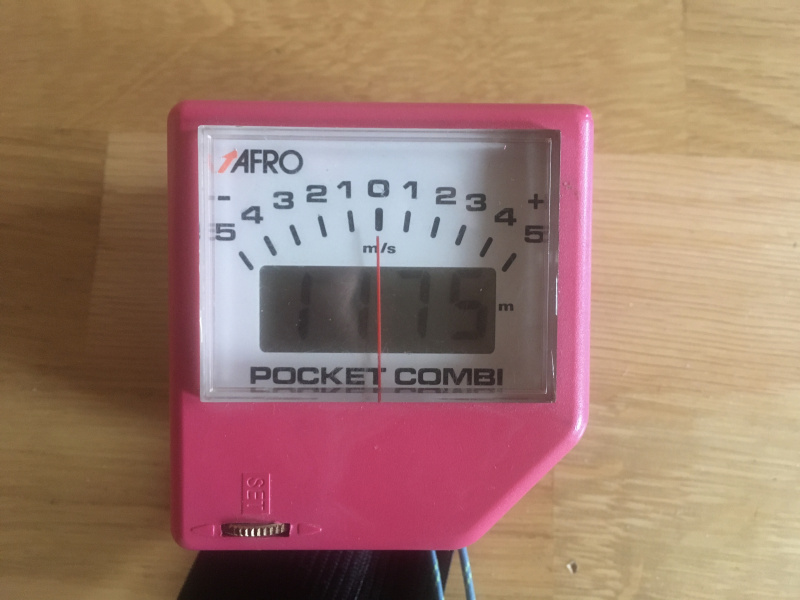 AFRO
- 5 4 3 2 1 0 1 2 3 4 5 +
m/s
1175 m
POCKET COMBI
SET